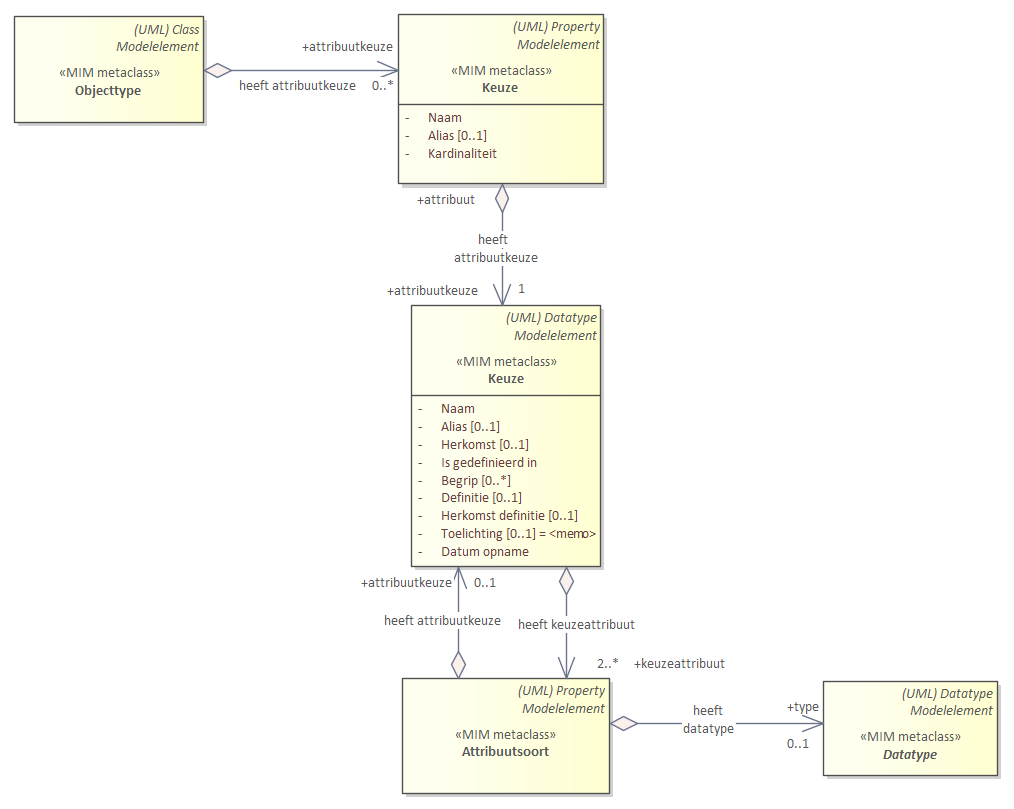 (UML) Class
Modelelement
«MIM metaclass»
Objecttype
+attribuutkeuze
heeft attribuutkeuze
0..*
(UML) Property
Modelelement
«MIM metaclass»
Keuze
- Naam
- Alias [0..1]
- Kardinaliteit
+attribuut
heeft
attribuutkeuze
+attribuutkeuze
1
(UML) Datatype
Modelelement
«MIM metaclass»
Keuze
- Naam
- Alias [0..1]
- Herkomst [0..1]
- Is gedefinieerd in
- Begrip [0..*]
- Definitie [0..1]
- Herkomst definitie [0..1]
- Toelichting [0..1] = <memo>
- Datum opname
+attribuutkeuze
0..1
heeft attribuutkeuze
heeft keuzeattribuut
2..*
+keuzeattribuut
(UML) Property
Modelelement
«MIM metaclass»
Attribuutsoort
heeft
datatype
+type
0..1
(UML) Datatype
Modelelement
«MIM metaclass»
Datatype